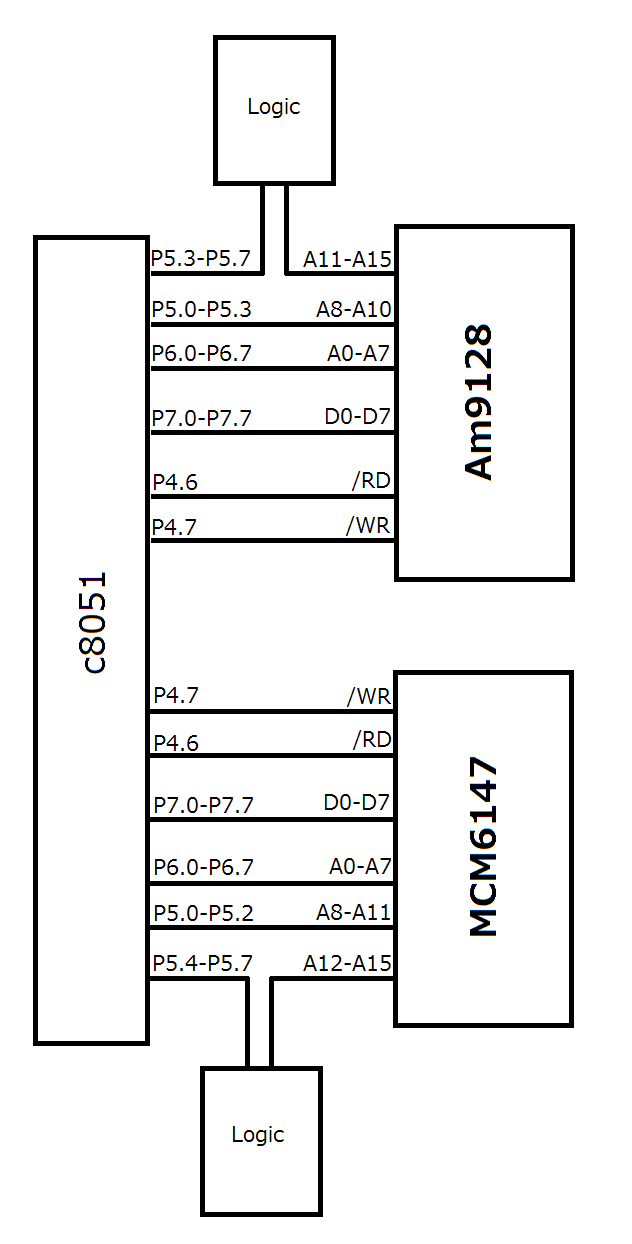 Logic
P5.3-P5.7 A11-A15
P5.0-P5.3 A8-A10
P6.0-P6.7 A0-A7
P7.0-P7.7 D0-D7
P4.6 /RD
P4.7 /WR
Am9128
c8051
P4.7 /WR
P4.6 /RD
P7.0-P7.7 D0-D7
P6.0-P6.7 A0-A7
P5.0-P5.2 A8-A11
P5.4-P5.7 A12-A15
MCM6147
Logic